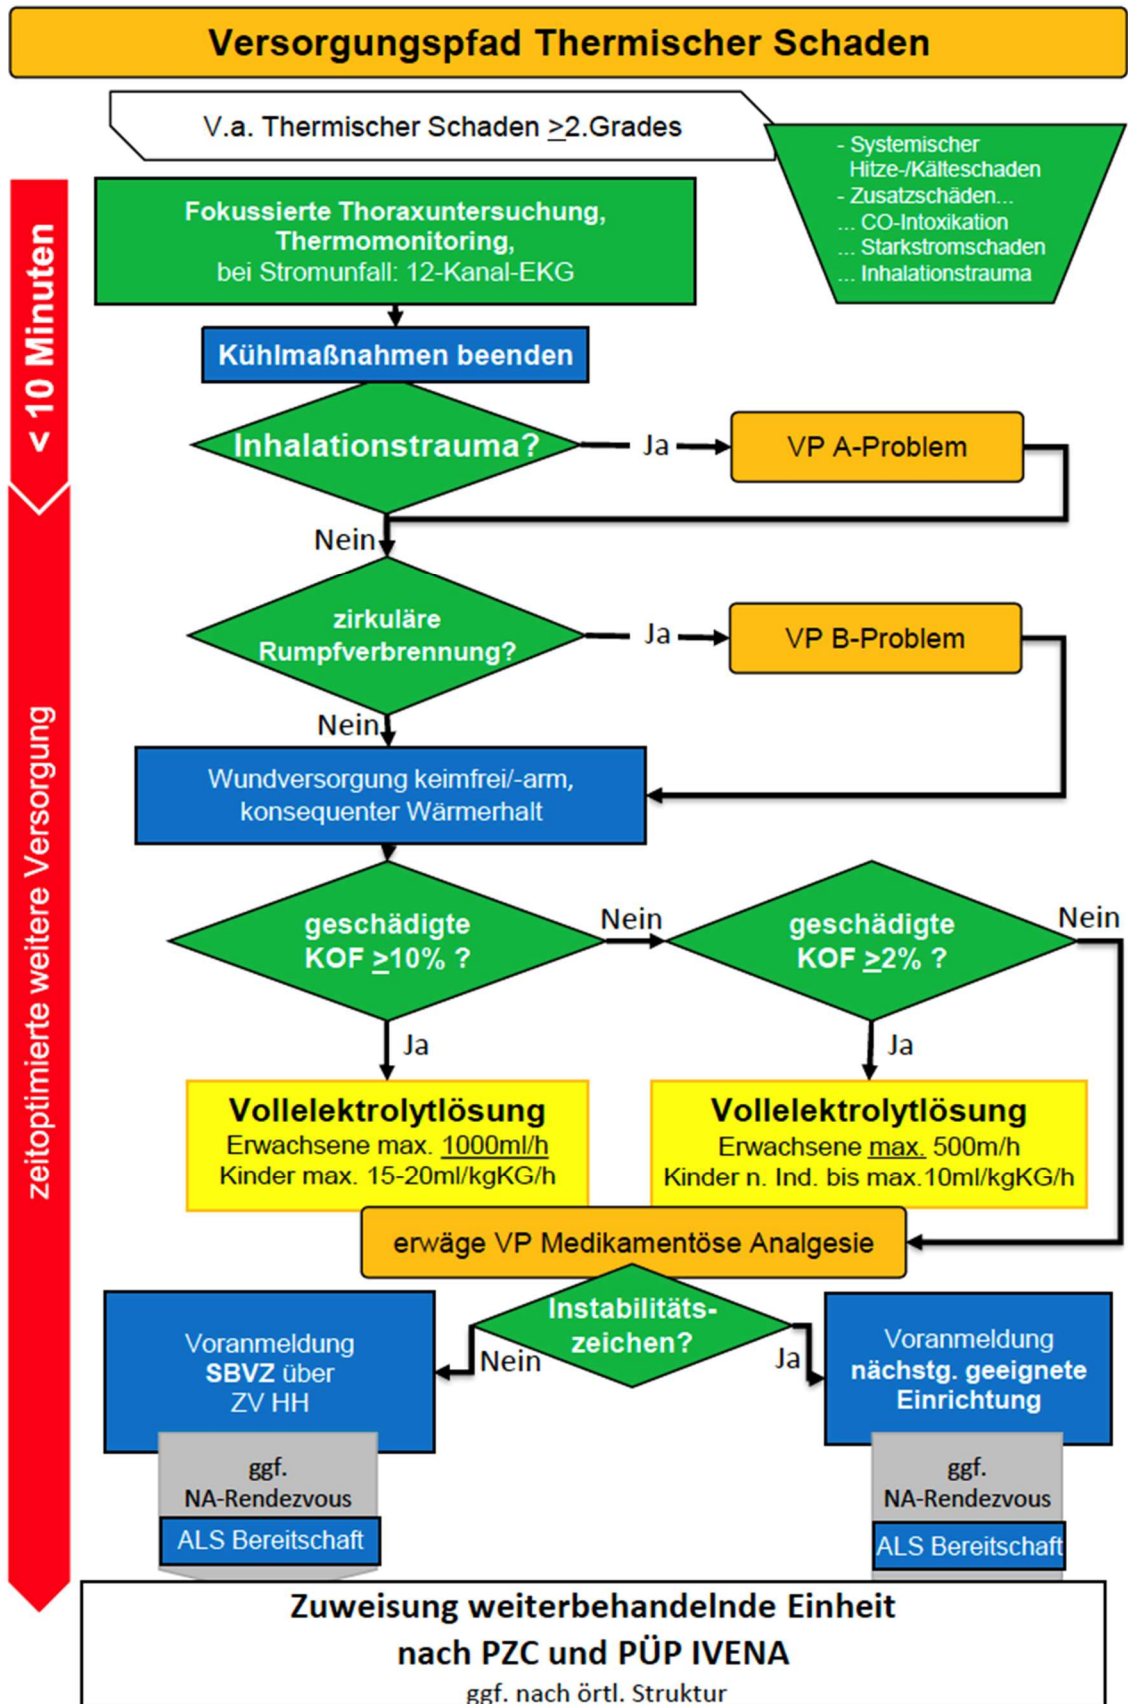 Versorgungspfad Thermischer Schaden
V.a. Thermischer Schaden ≥2.Grades
- Systemischer
Hitze-/Kälteschaden
- Zusatzschäden...
... CO-Intoxikation
... Starkstromschaden
... Inhalationstrauma
< 10 Minuten
Fokussierte Thoraxuntersuchung,
Thermomonitoring,
bei Stromunfall: 12-Kanal-EKG
Kühlmaßnahmen beenden
Inhalationstrauma?
Ja
VP A-Problem
Nein
zirkuläre
Rumpfverbrennung?
Ja
VP B-Problem
Nein
zeitoptimierte weitere Versorgung
Wundversorgung keimfrei/-arm,
konsequenter Wärmerhalt
geschädigte
KOF ≥10% ?
Nein
geschädigte
KOF ≥2% ?
Nein
Ja
Ja
Vollelektrolytlösung
Erwachsene max. 1000ml/h
Kinder max. 15-20ml/kgKG/h
Vollelektrolytlösung
Erwachsene max. 500m/h
Kinder n. Ind. bis max.10ml/kgKG/h
erwäge VP Medikamentöse Analgesie
Instabilitäts-
zeichen?
Nein
Ja
Voranmeldung
SBVZ über
ZV HH
Voranmeldung
nächstg. geeignete
Einrichtung
ggf.
NA-Rendezvous
ALS Bereitschaft
ggf.
NA-Rendezvous
ALS Bereitschaft
Zuweisung weiterbehandelnde Einheit
nach PZC und PÜP IVENA
ggf. nach örtl. Struktur